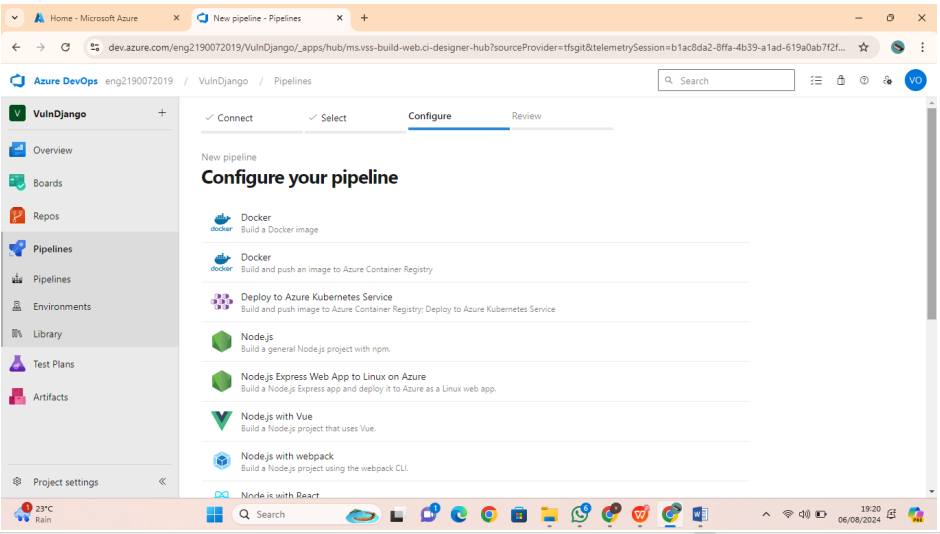 Home - Microsoft Azure
New pipeline - Pipelines
dev.azure.com/eng2190072019/VulnDjango/_apps/hub/ms.vss-build-web.ci-designer-hub?sourceProvider=tfsgit&telemetrySession=b1ac8da2-8ffa-4b39-a1ad-619a0ab7f2f...
Azure DevOps eng2190072019 / VulnDjango / Pipelines
Search
VO
V VulnDjango
Overview
Boards
Repos
Pipelines
Pipelines
Environments
Library
Test Plans
Artifacts
Project settings
Connect
Select
Configure
Review
New pipeline
Configure your pipeline
docker
Docker
Build a Docker image
docker
Docker
Build and push an image to Azure Container Registry
Deploy to Azure Kubernetes Service
Build and push image to Azure Container Registry; Deploy to Azure Kubernetes Service
Node.js
Build a general Node.js project with npm.
Node.js Express Web App to Linux on Azure
Build a Node.js Express app and deploy it to Azure as a Linux web app.
Node.js with Vue
Build a Node.js project that uses Vue.
Node.js with webpack
Build a Node.js project using the webpack CLI.
Node.js with React
1
23°C
Rain
Search
19:20
06/08/2024